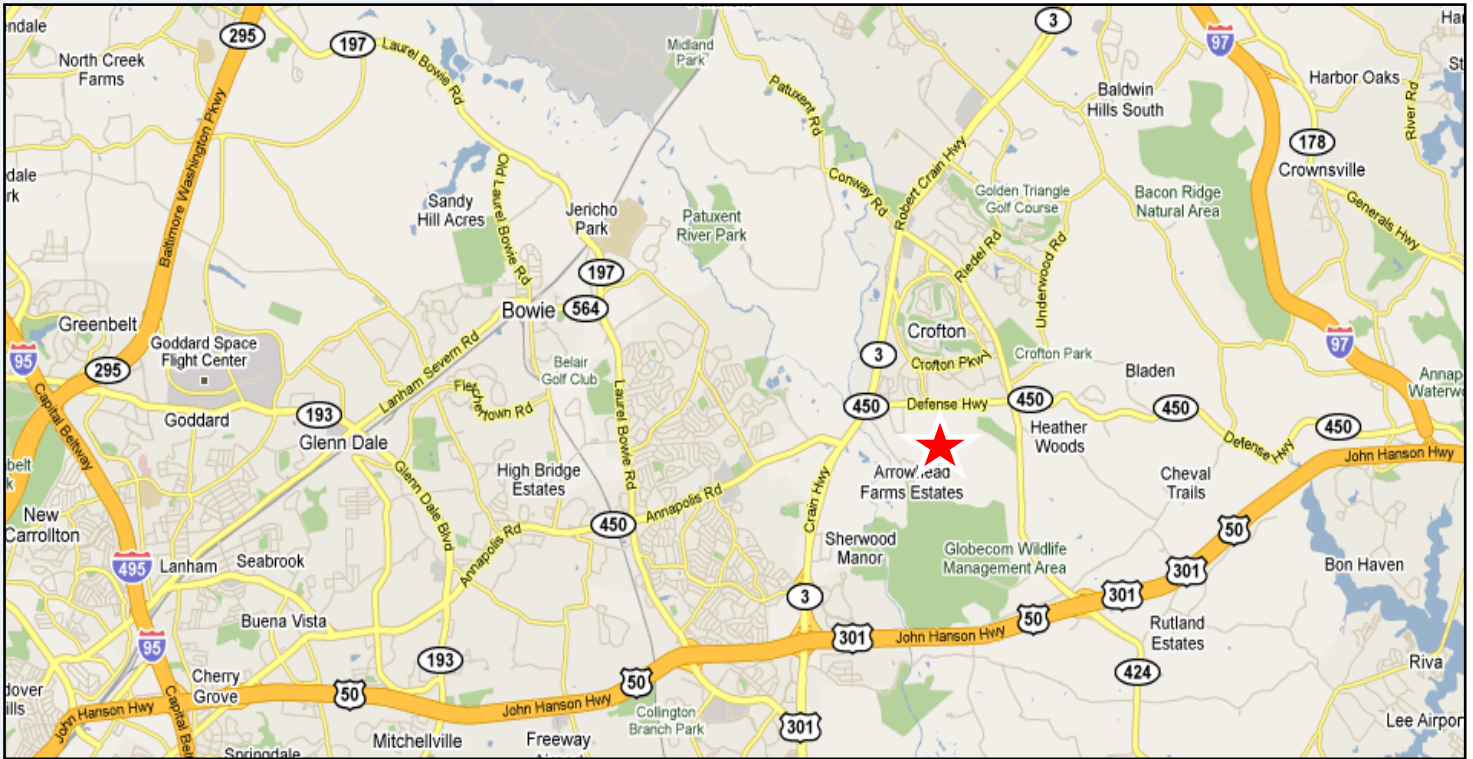 295
197
Laurel Bowie Rd
North Creek
Farms
Baltimore Washington Pkwy
Midland
Park
Patuxent Rd
3
97
Harbor Oaks
River Rd
Baldwin
Hills South
178
Crownsville
Generals Hwy
Robert Crain Hwy
Conway Rd
Golden Triangle
Golf Course
Bacon Ridge
Natural Area
Sandy
Hill Acres
Old Laurel Bowie Rd
Jericho
Park
Patuxent
River Park
197
Riedel Rd
Underwood Rd
Bowie
564
Greenbelt
Goddard Space
Flight Center
95
295
Capital Beltway
Goddard
193
Glenn Dale
Lanham Severn Rd
Belair
Golf Club
Laurel Bowie Rd
Crofton
3
Crofton Pkwy
Crofton Park
97
Bladen
450
Defense Hwy
450
450
450
Defense Hwy
Heather
Woods
John Hanson Hwy
High Bridge
Estates
Glenn Dale Blvd
Annapolis Rd
450
Annapolis Rd
Crain Hwy
Arrowhead
Farms Estates
Cheval
Trails
50
New
Carrollton
495
Lanham
Seabrook
Sherwood
Manor
Globecom Wildlife
Management Area
301
Bon Haven
Buena Vista
3
301
50
301
John Hanson Hwy
Rutland
Estates
95
193
424
Riva
Cherry
Grove
50
50
John Hanson Hwy
John Hanson Hwy
Collington
Branch Park
301
Mitchellville
Freeway